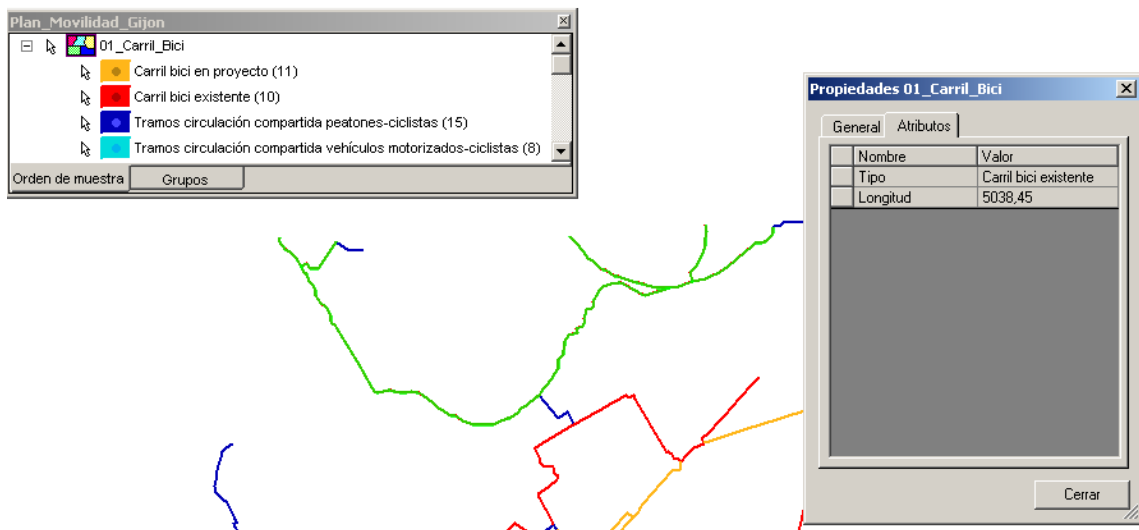 Plan_Movilidad_Gijon
01_Carril_Bici
Carril bici en proyecto (11)
Carril bici existente (10)
Tramos circulación compartida peatones-ciclistas (15)
Tramos circulación compartida vehículos motorizados-ciclistas (8)
Orden de muestra Grupos
Propiedades 01_Carril_Bici
General Atributos
Nombre Valor
Tipo Carril bici existente
Longitud 5038,45
Cerrar